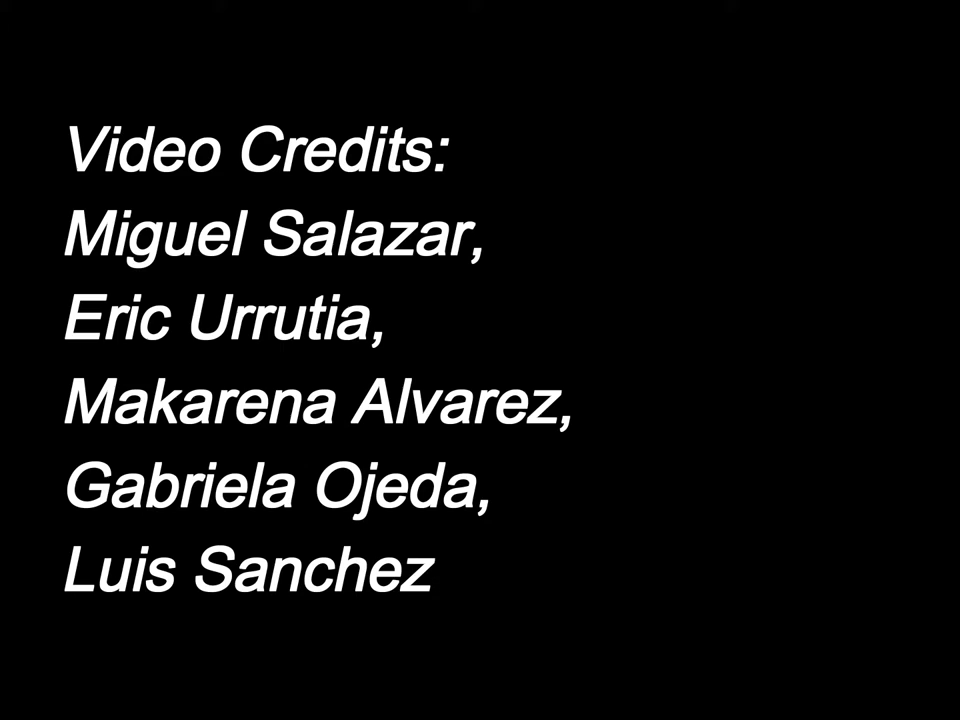 Video Credits:
Miguel Salazar,
Eric Urrutia,
Makarena Alvarez,
Gabriela Ojeda,
Luis Sanchez